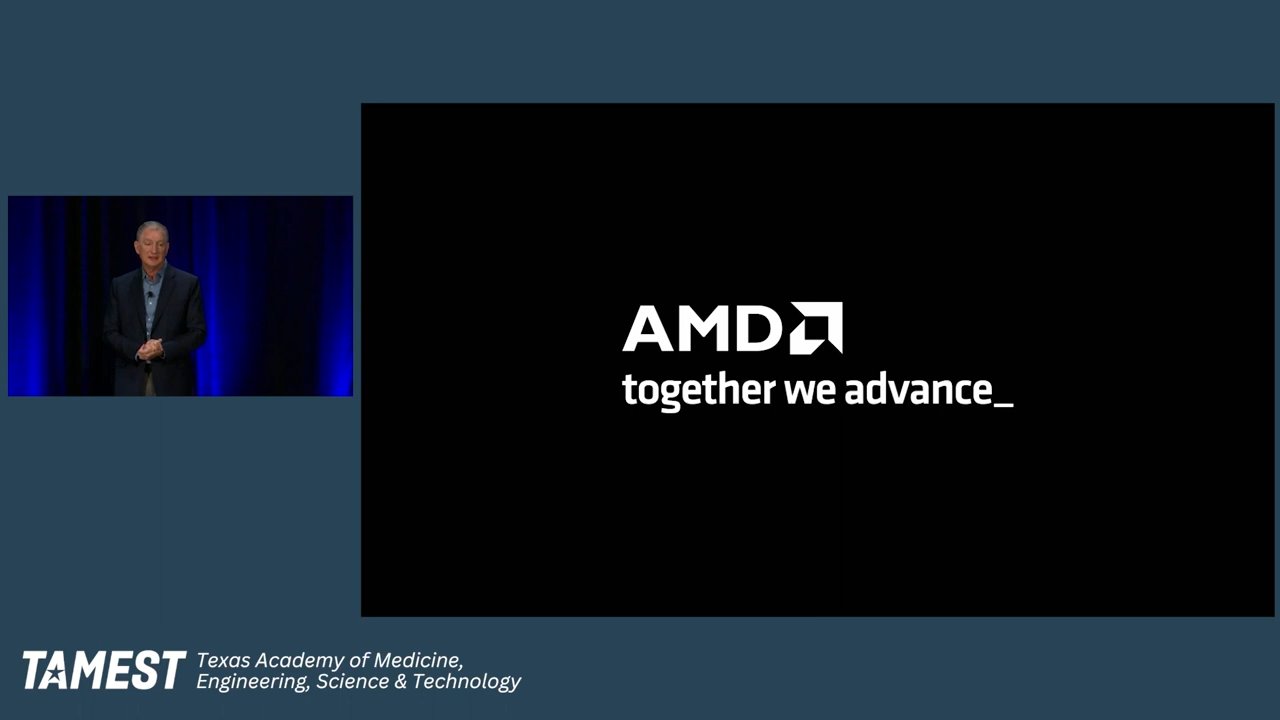 AMD
together we advance_
TAMEST
Texas Academy of Medicine,
Engineering, Science & Technology